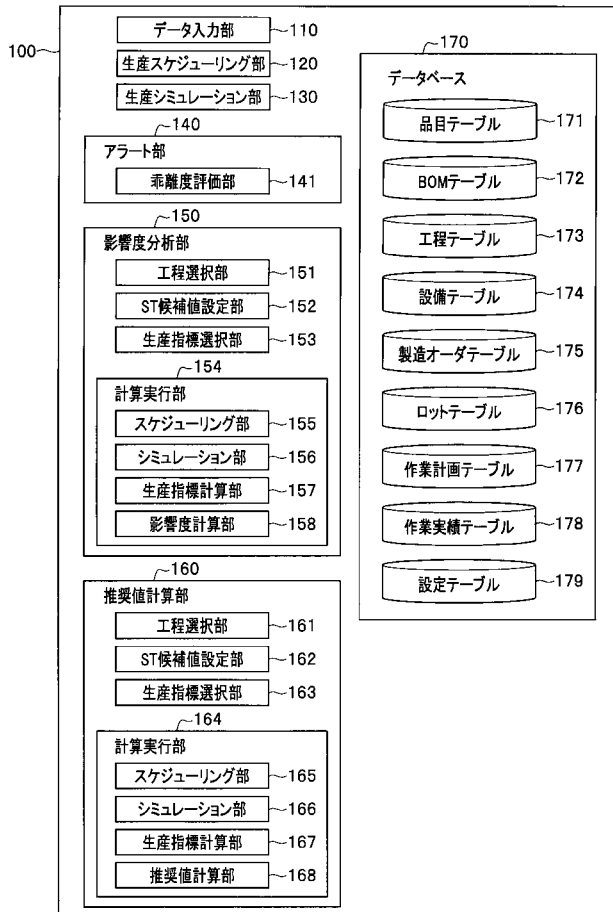 100
データ入力部 110
生産スケジューリング部 120
生産シミュレーション部 130
140
アラート部
乖離度評価部 141
150
影響度分析部
工程選択部 151
ST候補値設定部 152
生産指標選択部 153
154
計算実行部
スケジューリング部 155
シミュレーション部 156
生産指標計算部 157
影響度計算部 158
160
推奨値計算部
工程選択部 161
ST候補値設定部 162
生産指標選択部 163
164
計算実行部
スケジューリング部 165
シミュレーション部 166
生産指標計算部 167
推奨値計算部 168
170
データベース
品目テーブル 171
BOMテーブル 172
工程テーブル 173
設備テーブル 174
製造オーダテーブル 175
ロットテーブル 176
作業計画テーブル 177
作業実績テーブル 178
設定テーブル 179